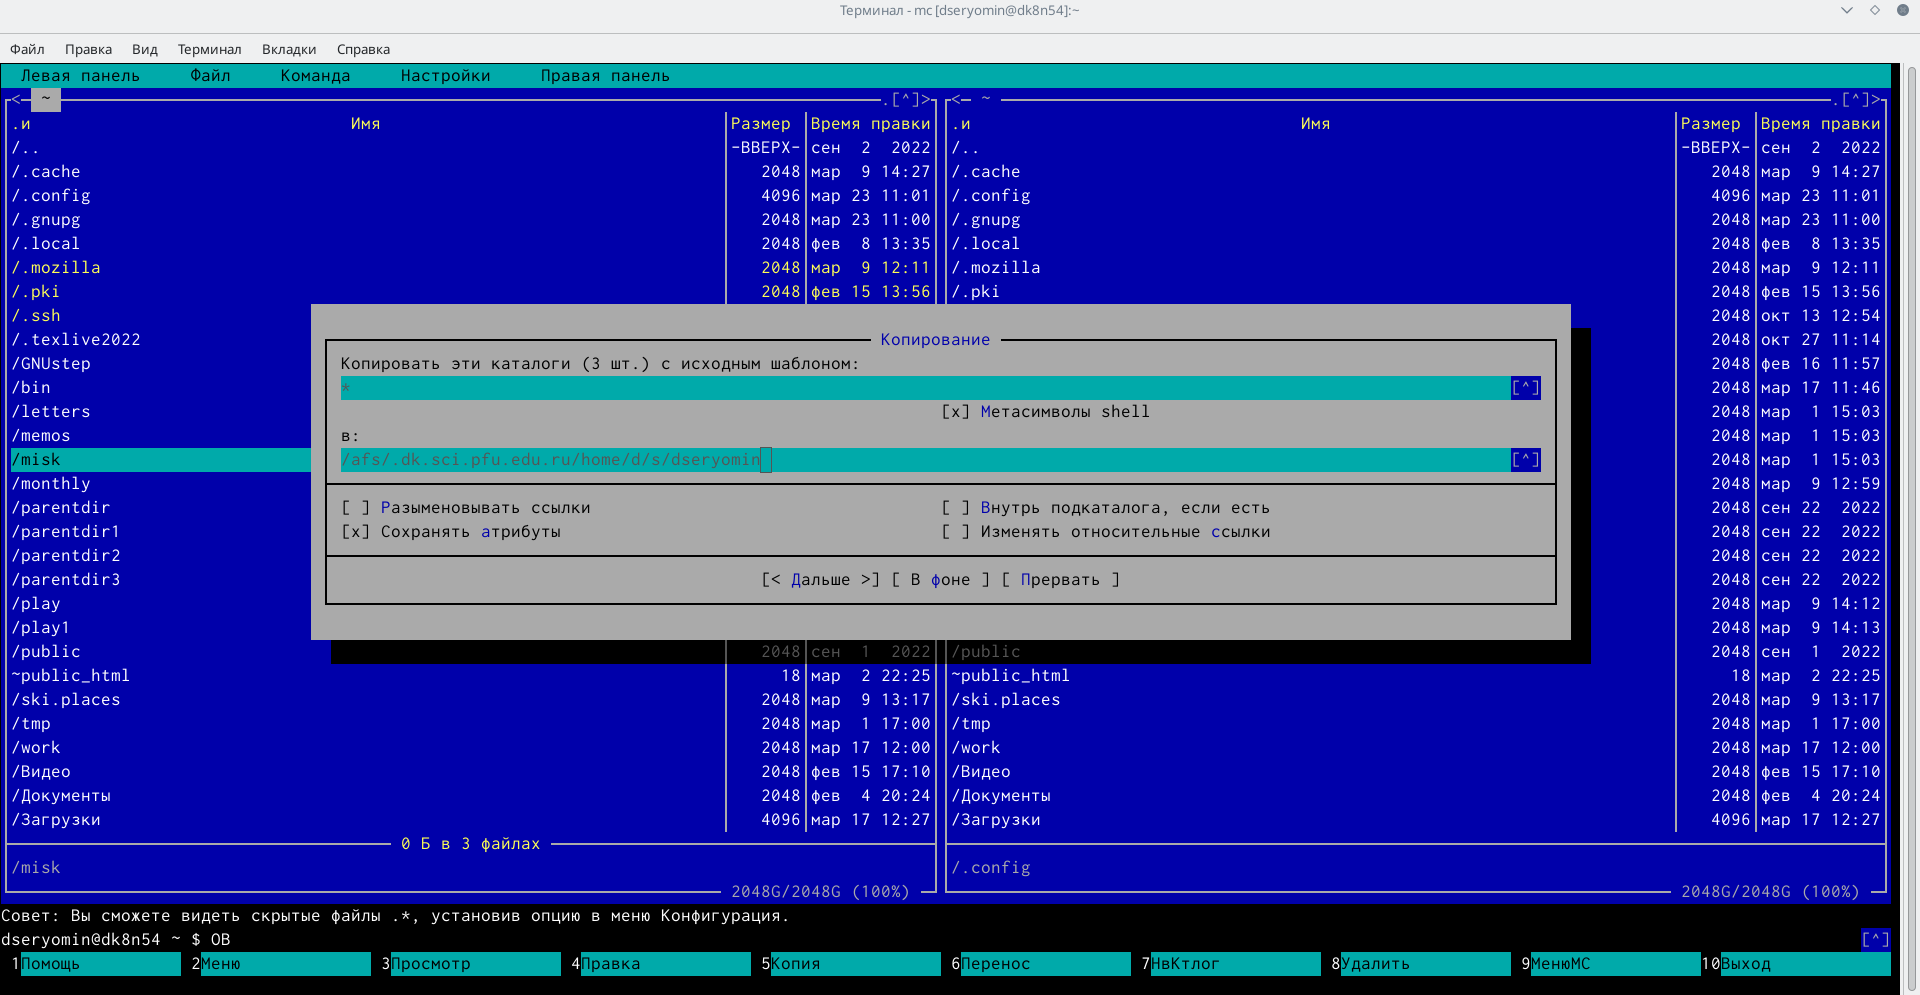 Терминал - mc [dseryomin@dk8n54]:~
Файл Правка Вид Терминал Вкладки Справка
Левая панель Файл Команда Настройки Правая панель
<- ~ .[^]> <- ~ .[^]>
.и Имя Размер Время правки .и Имя Размер Время правки
/.. -ВВЕРХ- сен 2 2022 /.. -ВВЕРХ- сен 2 2022
/.cache 2048 мар 9 14:27 /.cache 2048 мар 9 14:27
/.config 4096 мар 23 11:01 /.config 4096 мар 23 11:01
/.gnupg 2048 мар 23 11:00 /.gnupg 2048 мар 23 11:00
/.local 2048 фев 8 13:35 /.local 2048 фев 8 13:35
/.mozilla 2048 мар 9 12:11 /.mozilla 2048 мар 9 12:11
/.pki 2048 фев 15 13:56 /.pki 2048 фев 15 13:56
/.ssh 2048 окт 13 12:54
/.texlive2022 Копирование 2048 окт 27 11:14
/GNUstep Копировать эти каталоги (3 шт.) с исходным шаблоном: 2048 фев 16 11:57
/bin * [^] 2048 мар 17 11:46
/letters [x] Метасимволы shell 2048 мар 1 15:03
/memos в: 2048 мар 1 15:03
/misk /afs/.dk.sci.pfu.edu.ru/home/d/s/dseryomin [^] 2048 мар 1 15:03
/monthly 2048 мар 9 12:59
/parentdir [ ] Разыменовывать ссылки [ ] Внутрь подкаталога, если есть 2048 сен 22 2022
/parentdir1 [x] Сохранять атрибуты [ ] Изменять относительные ссылки 2048 сен 22 2022
/parentdir2 2048 сен 22 2022
/parentdir3 [< Дальше >] [ В фоне ] [ Прервать ] 2048 сен 22 2022
/play 2048 мар 9 14:12
/play1 2048 мар 9 14:13
/public 2048 сен 1 2022 /public 2048 сен 1 2022
~public_html 18 мар 2 22:25 ~public_html 18 мар 2 22:25
/ski.places 2048 мар 9 13:17 /ski.places 2048 мар 9 13:17
/tmp 2048 мар 1 17:00 /tmp 2048 мар 1 17:00
/work 2048 мар 17 12:00 /work 2048 мар 17 12:00
/Видео 2048 фев 15 17:10 /Видео 2048 фев 15 17:10
/Документы 2048 фев 4 20:24 /Документы 2048 фев 4 20:24
/Загрузки 4096 мар 17 12:27 /Загрузки 4096 мар 17 12:27
0 Б в 3 файлах
/misk /.config
2048G/2048G (100%) 2048G/2048G (100%)
Совет: Вы сможете видеть скрытые файлы .*, установив опцию в меню Конфигурация.
dseryomin@dk8n54 ~ $ OB [^]
1Помощь 2Меню 3Просмотр 4Правка 5Копия 6Перенос 7НвКтлог 8Удалить 9МенюMC 10Выход